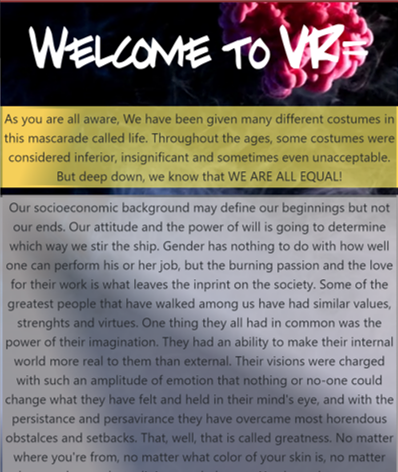 WELCOME TO VR=
As you are all aware, We have been given many different costumes in
this mascarade called life. Throughout the ages, some costumes were
considered inferior, insignificant and sometimes even unacceptable.
But deep down, we know that WE ARE ALL EQUAL!
Our socioeconomic background may define our beginnings but not
our ends. Our attitude and the power of will is going to determine
which way we stir the ship. Gender has nothing to do with how well
one can perform his or her job, but the burning passion and the love
for their work is what leaves the inprint on the society. Some of the
greatest people that have walked among us have had similar values,
strenghts and virtues. One thing they all had in common was the
power of their imagination. They had an ability to make their internal
world more real to them than external. Their visions were charged
with such an amplitude of emotion that nothing or no-one could
change what they have felt and held in their mind's eye, and with the
persistance and persavirance they have overcome most horendous
obstalces and setbacks. That, well, that is called greatness. No matter
where you're from, no matter what color of your skin is, no matter